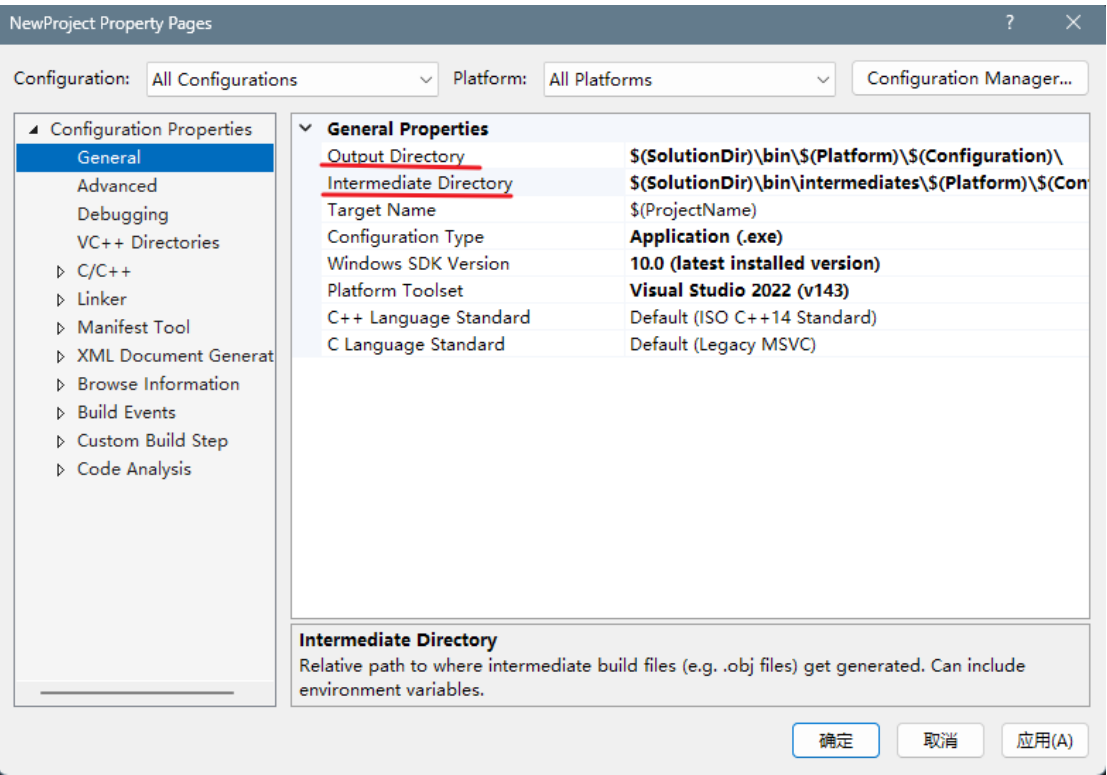 NewProject Property Pages ? ×
Configuration: All Configurations Platform: All Platforms Configuration Manager...
Configuration Properties
General
Advanced
Debugging
VC++ Directories
C/C++
Linker
Manifest Tool
XML Document Generat
Browse Information
Build Events
Custom Build Step
Code Analysis
General Properties
Output Directory $(SolutionDir)\bin\$(Platform)\$(Configuration)\
Intermediate Directory $(SolutionDir)\bin\intermediates\$(Platform)\$(Con
Target Name $(ProjectName)
Configuration Type Application (.exe)
Windows SDK Version 10.0 (latest installed version)
Platform Toolset Visual Studio 2022 (v143)
C++ Language Standard Default (ISO C++14 Standard)
C Language Standard Default (Legacy MSVC)
Intermediate Directory
Relative path to where intermediate build files (e.g. .obj files) get generated. Can include
environment variables.
确定 取消 应用(A)